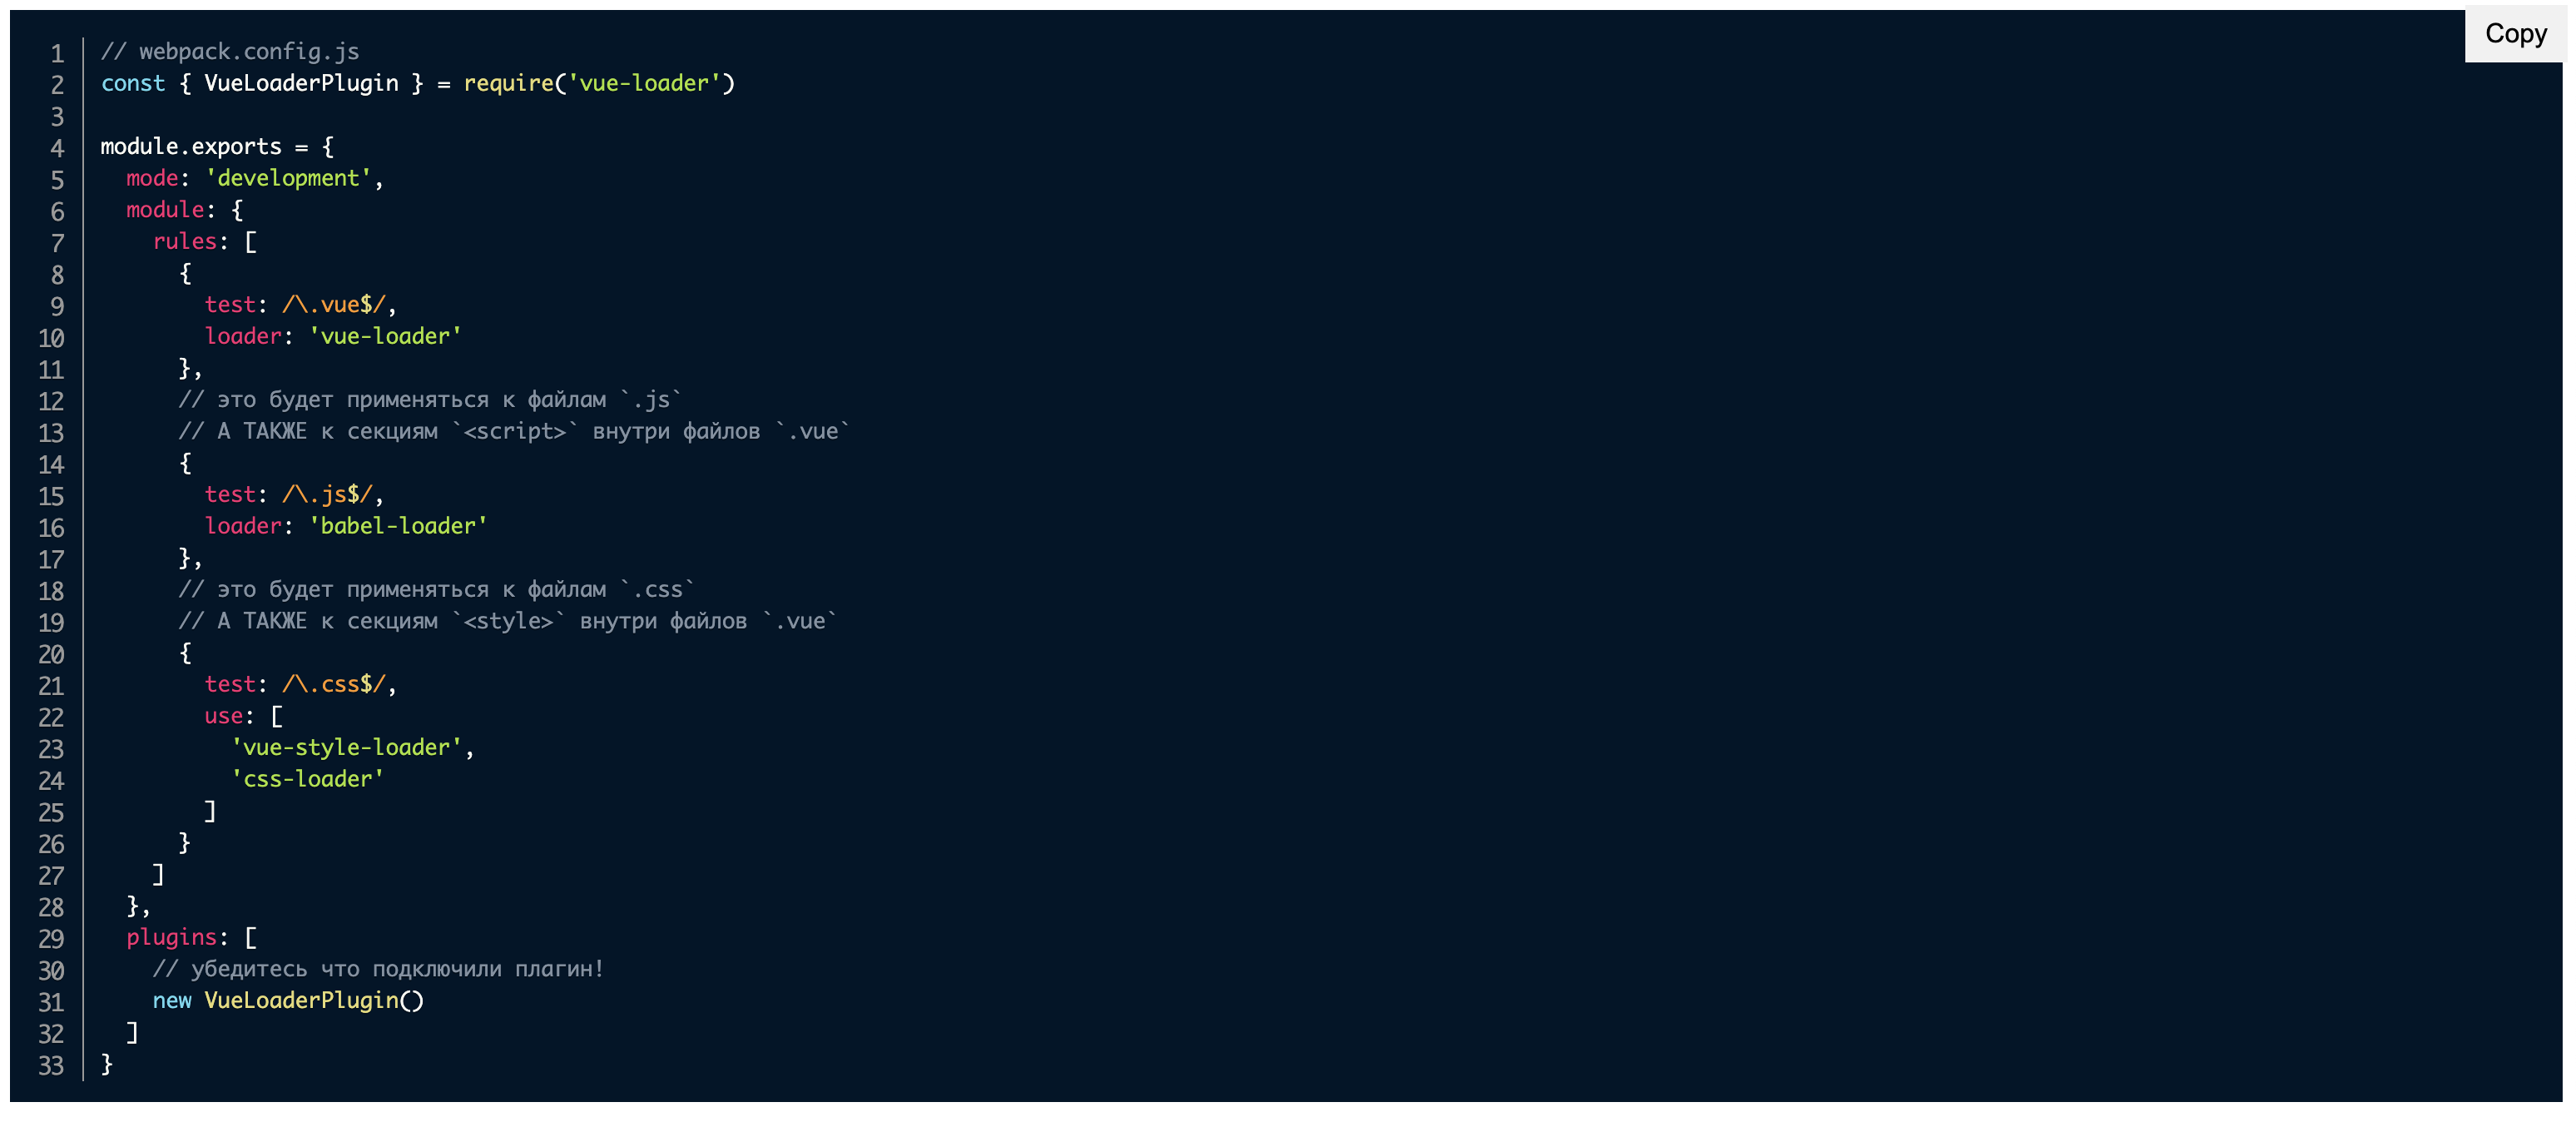 Copy
1 // webpack.config.js
2 const { VueLoaderPlugin } = require('vue-loader')
3
4 module.exports = {
5   mode: 'development',
6   module: {
7     rules: [
8       {
9         test: /\.vue$/,
10         loader: 'vue-loader'
11       },
12       // это будет применяться к файлам `.js`
13       // А ТАКЖЕ к секциям `<script>` внутри файлов `.vue`
14       {
15         test: /\.js$/,
16         loader: 'babel-loader'
17       },
18       // это будет применяться к файлам `.css`
19       // А ТАКЖЕ к секциям `<style>` внутри файлов `.vue`
20       {
21         test: /\.css$/,
22         use: [
23           'vue-style-loader',
24           'css-loader'
25         ]
26       }
27     ]
28   },
29   plugins: [
30     // убедитесь что подключили плагин!
31     new VueLoaderPlugin()
32   ]
33 }